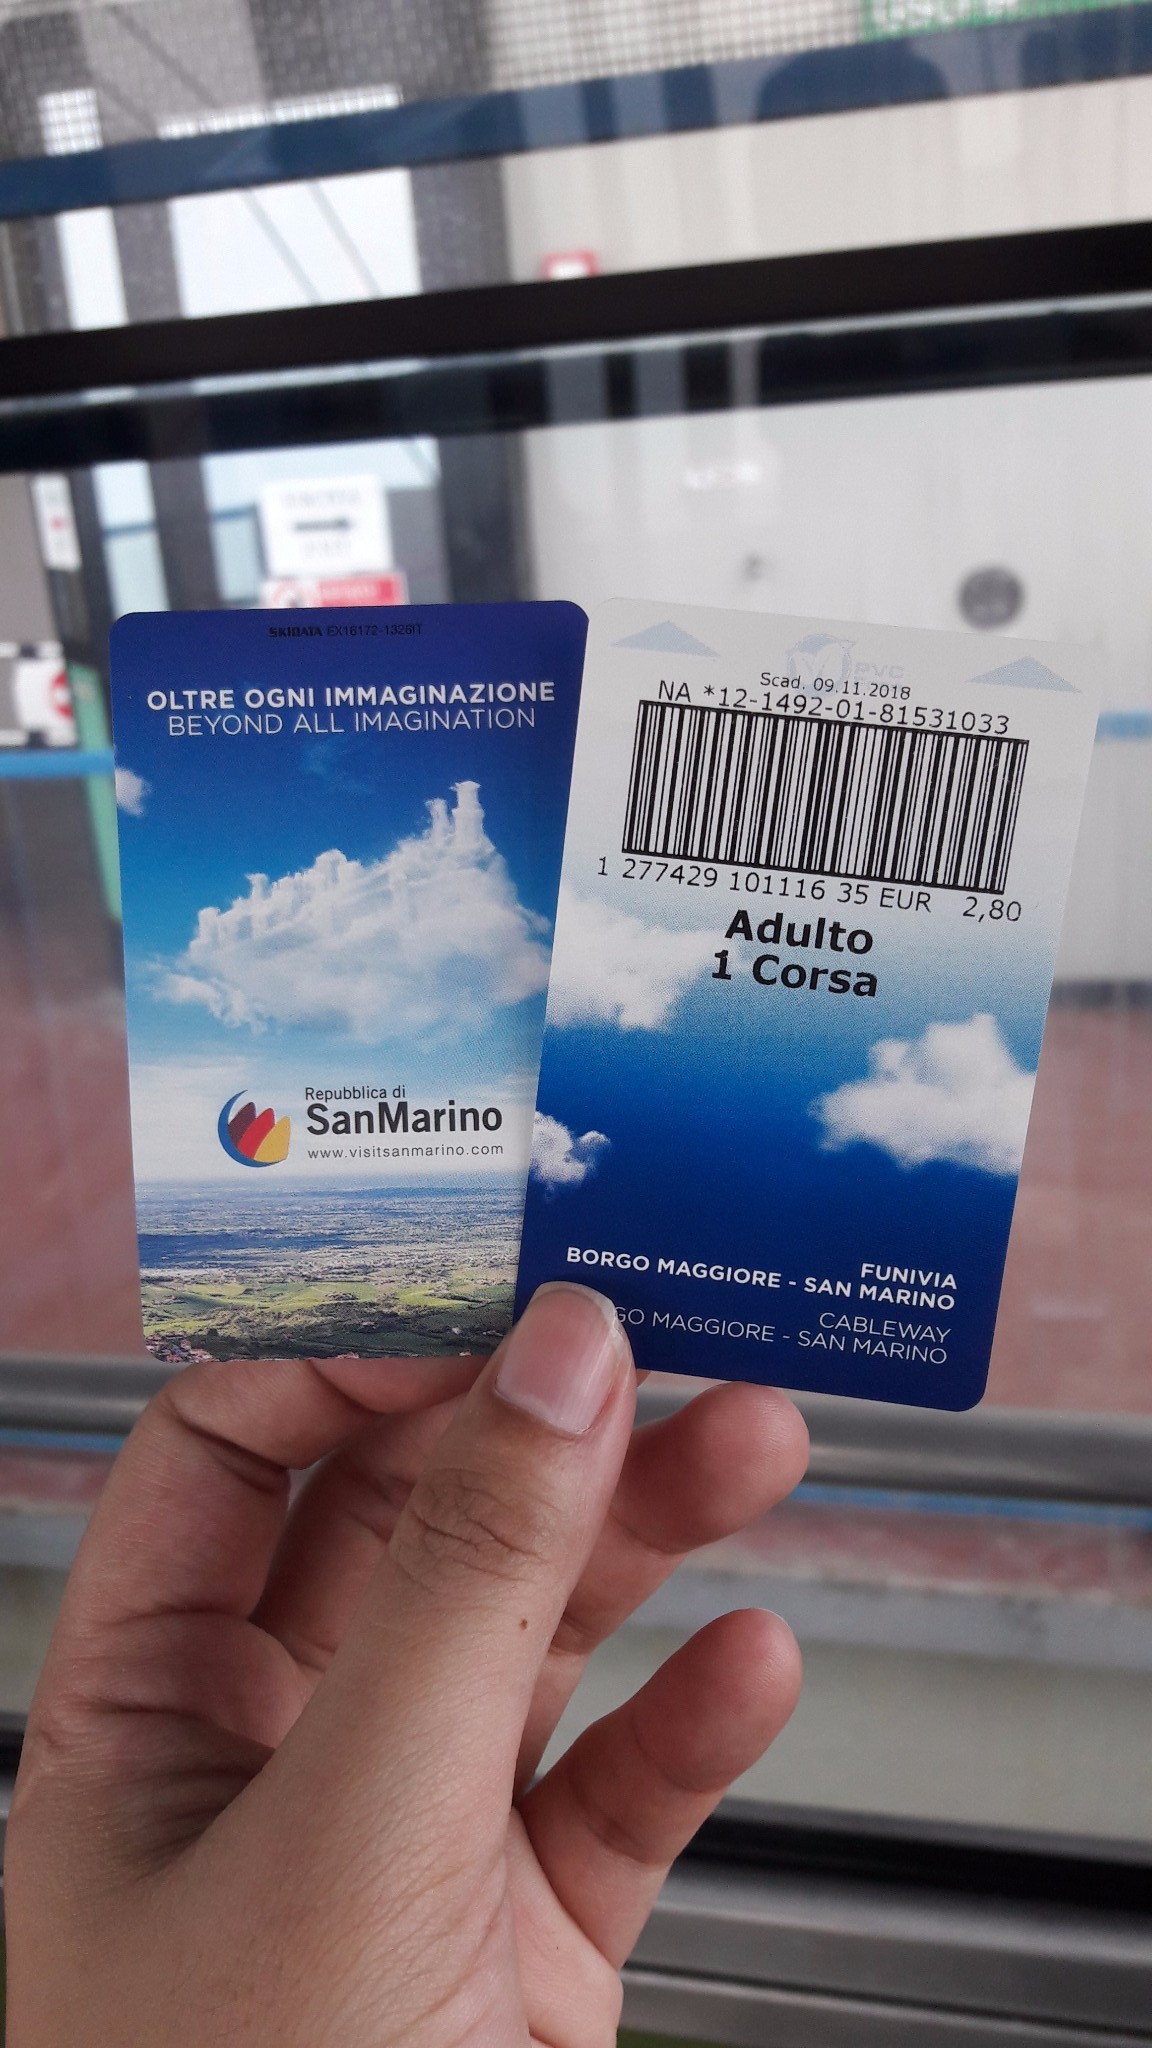 SKIDATA EX16172-1328IT
OLTRE OGNI IMMAGINAZIONE
BEYOND ALL IMAGINATION
Repubblica di
SanMarino
www.visitsanmarino.com
PVC
Scad. 09.11.2018
NA *12-1492-01-81531033
1 277429 101116 35 EUR 2,80
Adulto
1 Corsa
FUNIVIA
BORGO MAGGIORE - SAN MARINO
CABLEWAY
GO MAGGIORE - SAN MARINO